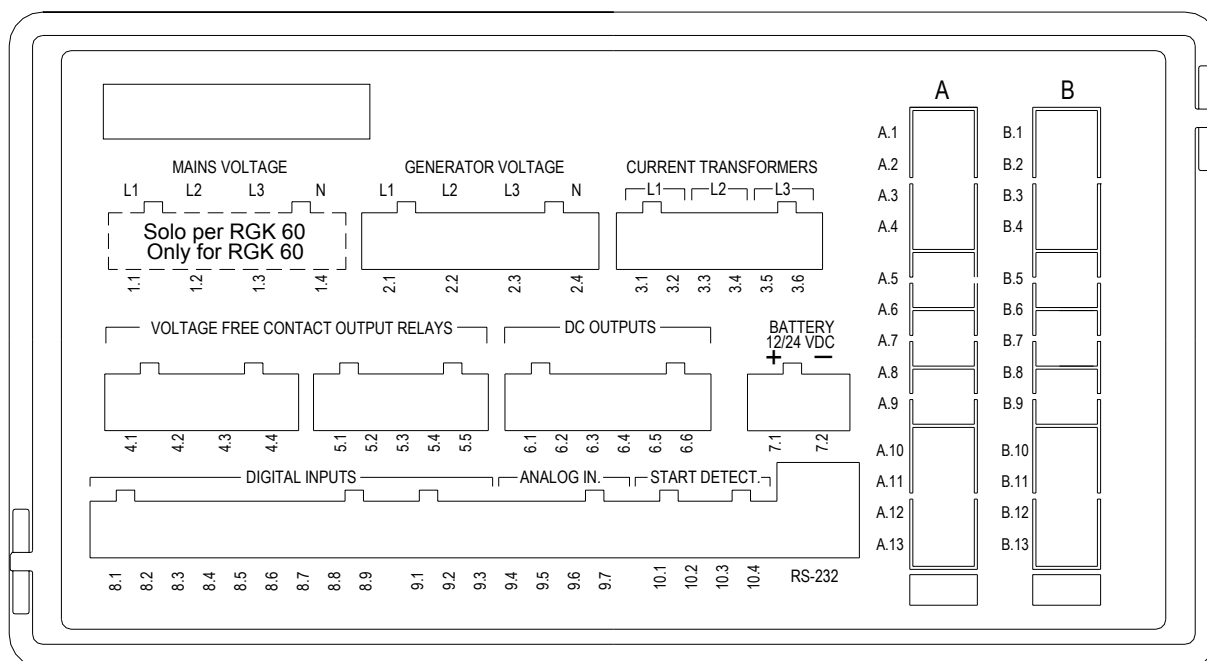 MAINS VOLTAGE
L1 L2 L3 N
Solo per RGK 60
Only for RGK 60
1.1 1.2 1.3 1.4
GENERATOR VOLTAGE
L1 L2 L3 N
2.1 2.2 2.3 2.4
CURRENT TRANSFORMERS
L1 L2 L3
3.1 3.2 3.3 3.4 3.5 3.6
VOLTAGE FREE CONTACT OUTPUT RELAYS
4.1 4.2 4.3 4.4 5.1 5.2 5.3 5.4 5.5
DC OUTPUTS
6.1 6.2 6.3 6.4 6.5 6.6
BATTERY
12/24 VDC
+ –
7.1 7.2
DIGITAL INPUTS ANALOG IN. START DETECT.
8.1 8.2 8.3 8.4 8.5 8.6 8.7 8.8 8.9 9.1 9.2 9.3 9.4 9.5 9.6 9.7 10.1 10.2 10.3 10.4 RS-232
A
A.1
A.2
A.3
A.4
A.5
A.6
A.7
A.8
A.9
A.10
A.11
A.12
A.13
B
B.1
B.2
B.3
B.4
B.5
B.6
B.7
B.8
B.9
B.10
B.11
B.12
B.13